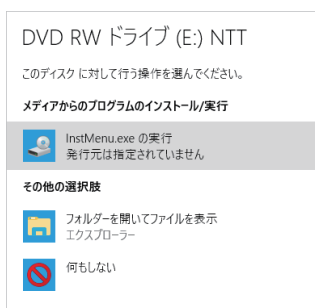 DVD RW ドライブ (E:) NTT
このディスク に対して行う操作を選んでください。
メディアからのプログラムのインストール/実行
InstMenu.exe の実行
発行元は指定されていません
その他の選択肢
フォルダーを開いてファイルを表示
エクスプローラー
何もしない